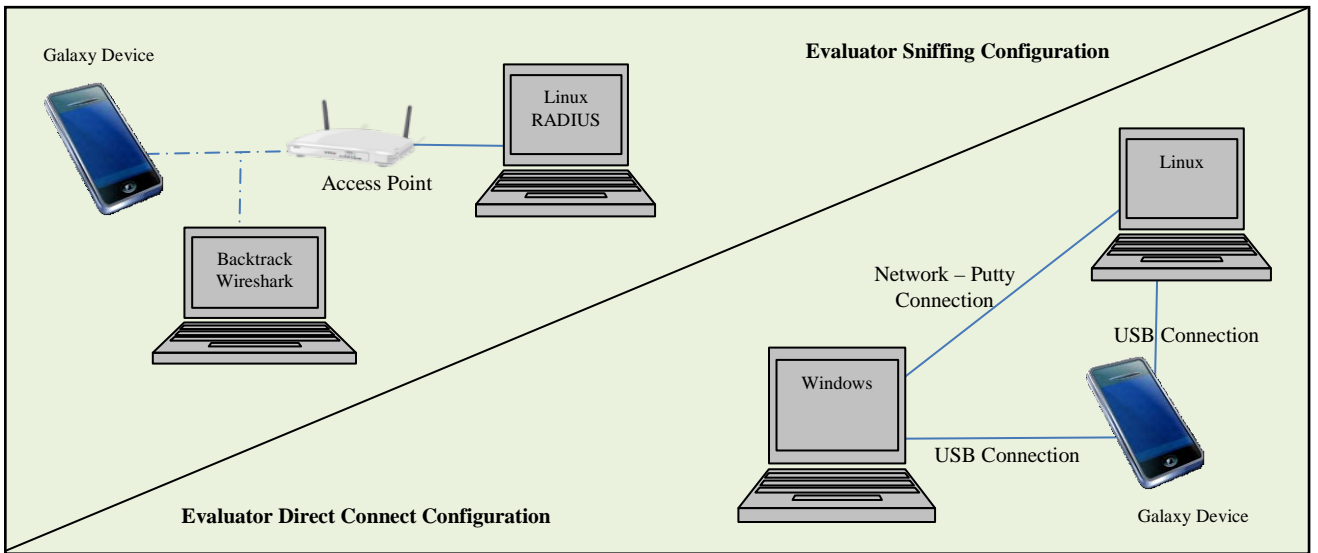 Galaxy Device
Evaluator Sniffing Configuration
Linux
RADIUS
Access Point
Backtrack
Wireshark
Linux
Network – Putty
Connection
USB Connection
Windows
USB Connection
Evaluator Direct Connect Configuration
Galaxy Device